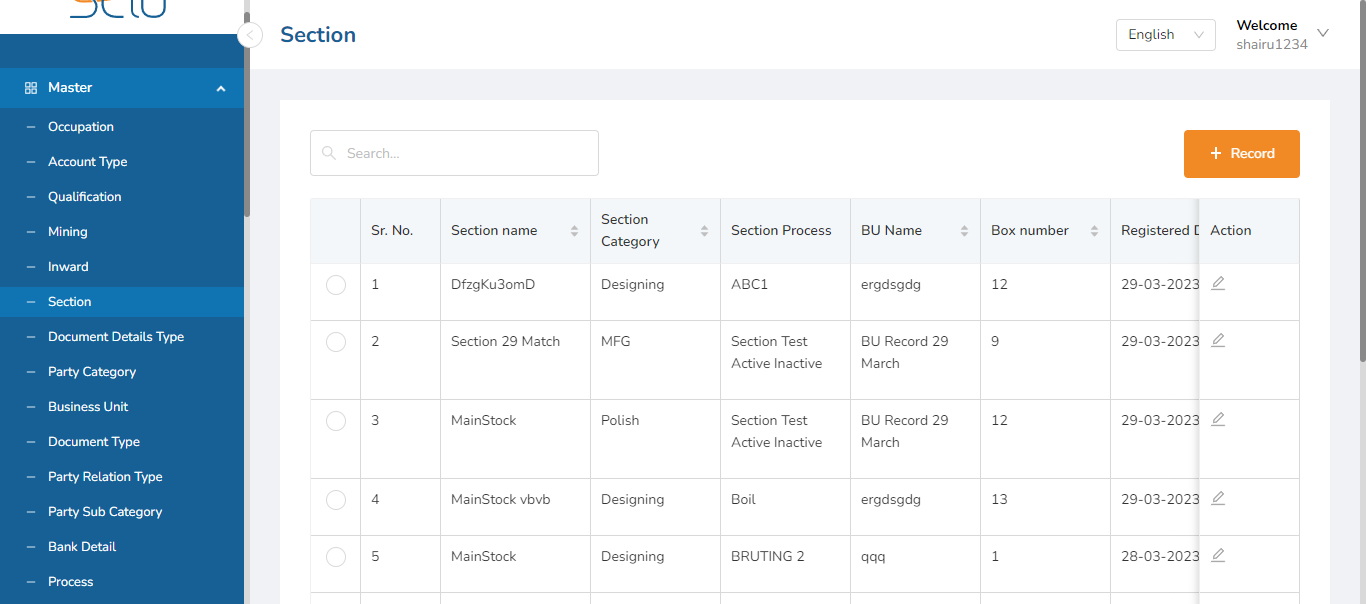 Section
English
Welcome
shairu1234
Master
Occupation
Account Type
Qualification
Mining
Inward
Section
Document Details Type
Party Category
Business Unit
Document Type
Party Relation Type
Party Sub Category
Bank Detail
Process
Search...
+ Record
Sr. No. Section name Section Category Section Process BU Name Box number Registered Action
1 DfzgKu3omD Designing ABC1 ergdsgdg 12 29-03-2023
2 Section 29 Match MFG Section Test Active Inactive BU Record 29 March 9 29-03-2023
3 MainStock Polish Section Test Active Inactive BU Record 29 March 12 29-03-2023
4 MainStock vbvb Designing Boil ergdsgdg 13 29-03-2023
5 MainStock Designing BRUTING 2 qqq 1 28-03-2023